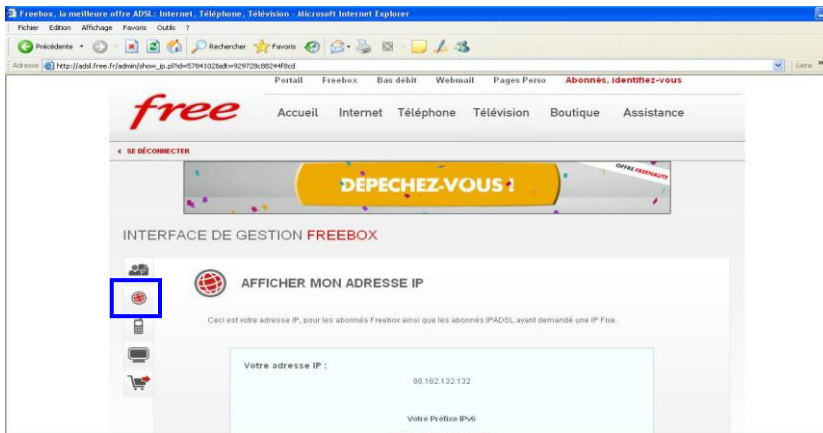 Freebox, la meilleure offre ADSL: Internet, Téléphone, Télévision - Microsoft Internet Explorer
Fichier Edition Affichage Favoris Outils ?
Précédente Rechercher Favoris
Adresse http://adsl.free.fr/admin/show_ip.pl?id=5784102&idt=929728c88244f8cd Liens »
Portail Freebox Bas débit Webmail Pages Perso Abonnés, identifiez-vous
free
Accueil Internet Téléphone Télévision Boutique Assistance
SE DÉCONNECTER
DÉPECHEZ-VOUS !
OFFRE FREENAUTE
INTERFACE DE GESTION FREEBOX
AFFICHER MON ADRESSE IP
Ceci est votre adresse IP, pour les abonnés Freebox ainsi que les abonnés IPADSL ayant demandé une IP Fixe.
Votre adresse IP :
88.162.132.132
Votre Préfixe IPv6